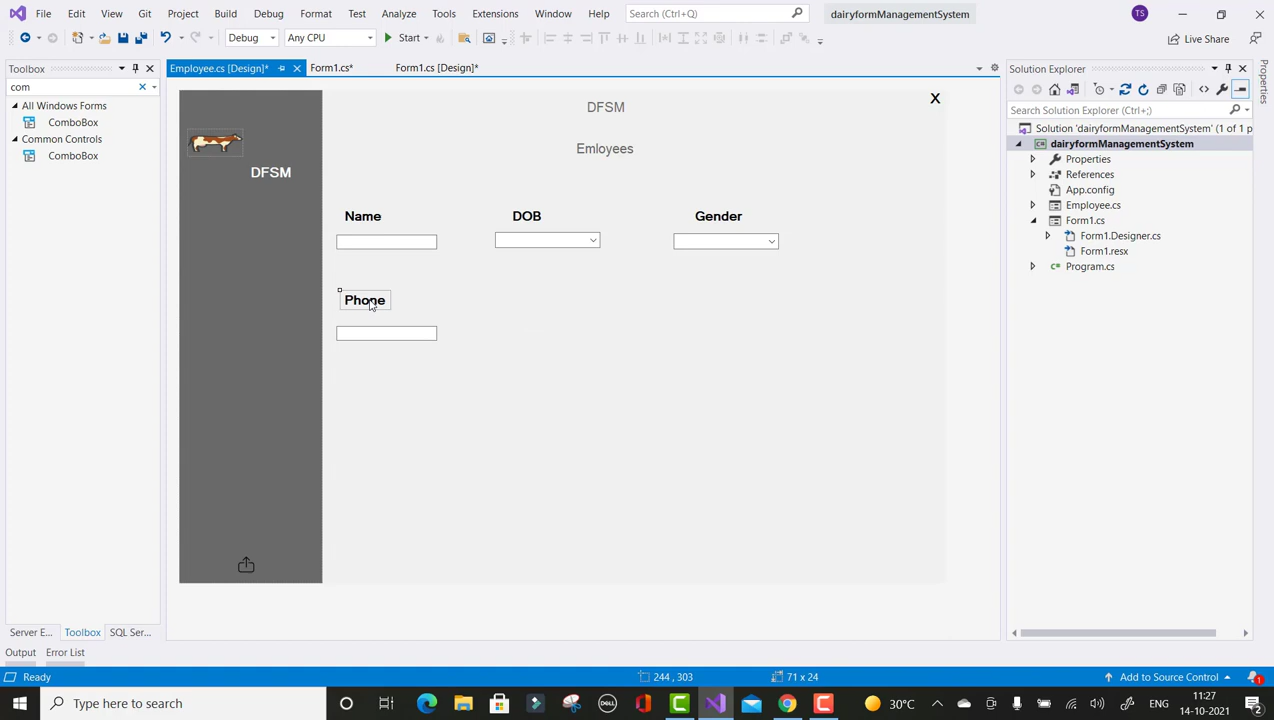 File Edit View Git Project Build Debug Format Test Analyze Tools Extensions Window Help Search (Ctrl+Q) dairyformManagementSystem TS
Debug Any CPU Start Live Share
Toolbox Employee.cs [Design]* Form1.cs* Form1.cs [Design]* Solution Explorer
com
All Windows Forms
ComboBox
Common Controls
ComboBox
DFSM X
Emloyees
DFSM
Name DOB Gender
Phone
Search Solution Explorer (Ctrl+;)
Solution 'dairyformManagementSystem' (1 of 1 p
dairyformManagementSystem
Properties
References
App.config
Employee.cs
Form1.cs
Form1.Designer.cs
Form1.resx
Program.cs
Properties
Server E... Toolbox SQL Ser...
Output Error List
Ready 244 , 303 71 x 24 Add to Source Control 1
Type here to search DELL 30°C ENG 11:27
14-10-2021 2